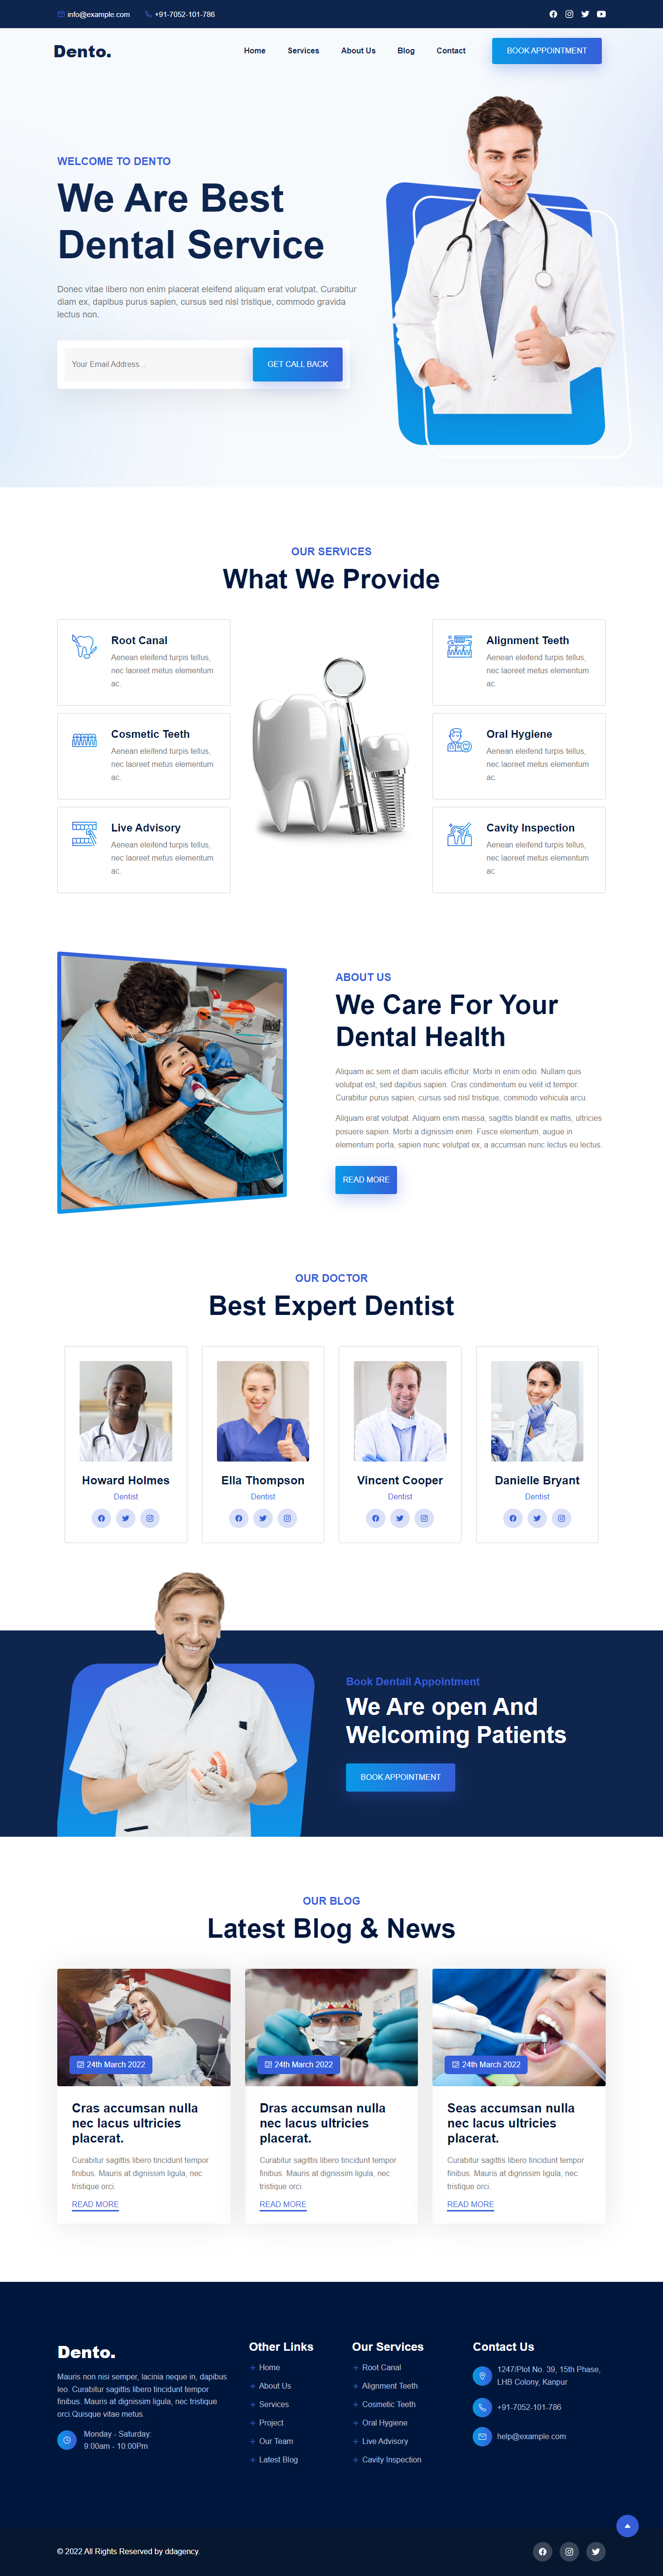 info@example.com
+91-7052-101-786
Dento.
Home
Services
About Us
Blog
Contact
BOOK APPOINTMENT
WELCOME TO DENTO
We Are Best
Dental Service
Donec vitae libero non enim placerat eleifend aliquam erat volutpat. Curabitur
diam ex, dapibus purus sapien, cursus sed nisl tristique, commodo gravida
lectus non.
Your Email Address...
GET CALL BACK
OUR SERVICES
What We Provide
Root Canal
Aenean eleifend turpis tellus,
nec laoreet metus elementum
ac.
Cosmetic Teeth
Aenean eleifend turpis tellus,
nec laoreet metus elementum
ac.
Live Advisory
Aenean eleifend turpis tellus,
nec laoreet metus elementum
ac.
Alignment Teeth
Aenean eleifend turpis tellus,
nec laoreet metus elementum
ac.
Oral Hygiene
Aenean eleifend turpis tellus,
nec laoreet metus elementum
ac.
Cavity Inspection
Aenean eleifend turpis tellus,
nec laoreet metus elementum
ac.
ABOUT US
We Care For Your
Dental Health
Aliquam ac sem et diam iaculis efficitur. Morbi in enim odio. Nullam quis
volutpat est, sed dapibus sapien. Cras condimentum eu velit id tempor.
Curabitur purus sapien, cursus sed nisl tristique, commodo vehicula arcu.
Aliquam erat volutpat. Aliquam enim massa, sagittis blandit ex mattis, ultricies
posuere sapien. Morbi a dignissim enim. Fusce elementum, augue in
elementum porta, sapien nunc volutpat ex, a accumsan nunc lectus eu lectus.
READ MORE
OUR DOCTOR
Best Expert Dentist
Howard Holmes
Dentist
Ella Thompson
Dentist
Vincent Cooper
Dentist
Danielle Bryant
Dentist
Book Dentail Appointment
We Are open And
Welcoming Patients
BOOK APPOINTMENT
OUR BLOG
Latest Blog & News
24th March 2022
Cras accumsan nulla
nec lacus ultricies
placerat.
Curabitur sagittis libero tincidunt tempor
finibus. Mauris at dignissim ligula, nec
tristique orci.
READ MORE
24th March 2022
Dras accumsan nulla
nec lacus ultricies
placerat.
Curabitur sagittis libero tincidunt tempor
finibus. Mauris at dignissim ligula, nec
tristique orci.
READ MORE
24th March 2022
Seas accumsan nulla
nec lacus ultricies
placerat.
Curabitur sagittis libero tincidunt tempor
finibus. Mauris at dignissim ligula, nec
tristique orci.
READ MORE
Dento.
Mauris non nisi semper, lacinia neque in, dapibus
leo. Curabitur sagittis libero tincidunt tempor
finibus. Mauris at dignissim ligula, nec tristique
orci.Quisque vitae metus.
Monday - Saturday:
9:00am - 10:00Pm
Other Links
Home
About Us
Services
Project
Our Team
Latest Blog
Our Services
Root Canal
Alignment Teeth
Cosmetic Teeth
Oral Hygiene
Live Advisory
Cavity Inspection
Contact Us
1247/Plot No. 39, 15th Phase,
LHB Colony, Kanpur
+91-7052-101-786
help@example.com
© 2022 All Rights Reserved by ddagency.